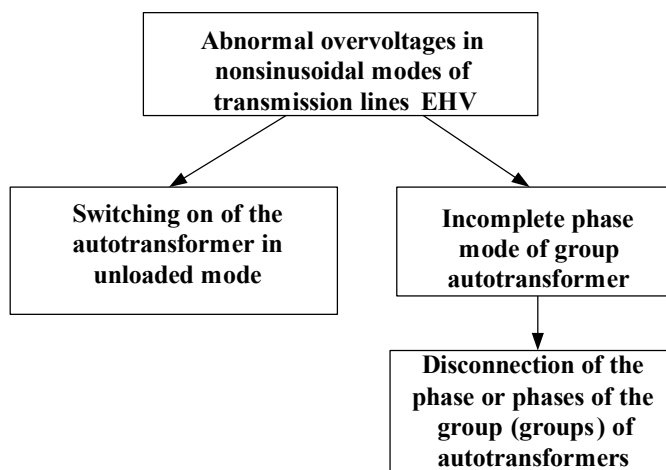 Abnormal overvoltages in
nonsinusoidal modes of
transmission lines EHV
Switching on of the
autotransformer in
unloaded mode
Incomplete phase
mode of group
autotransformer
Disconnection of the
phase or phases of the
group (groups) of
autotransformers